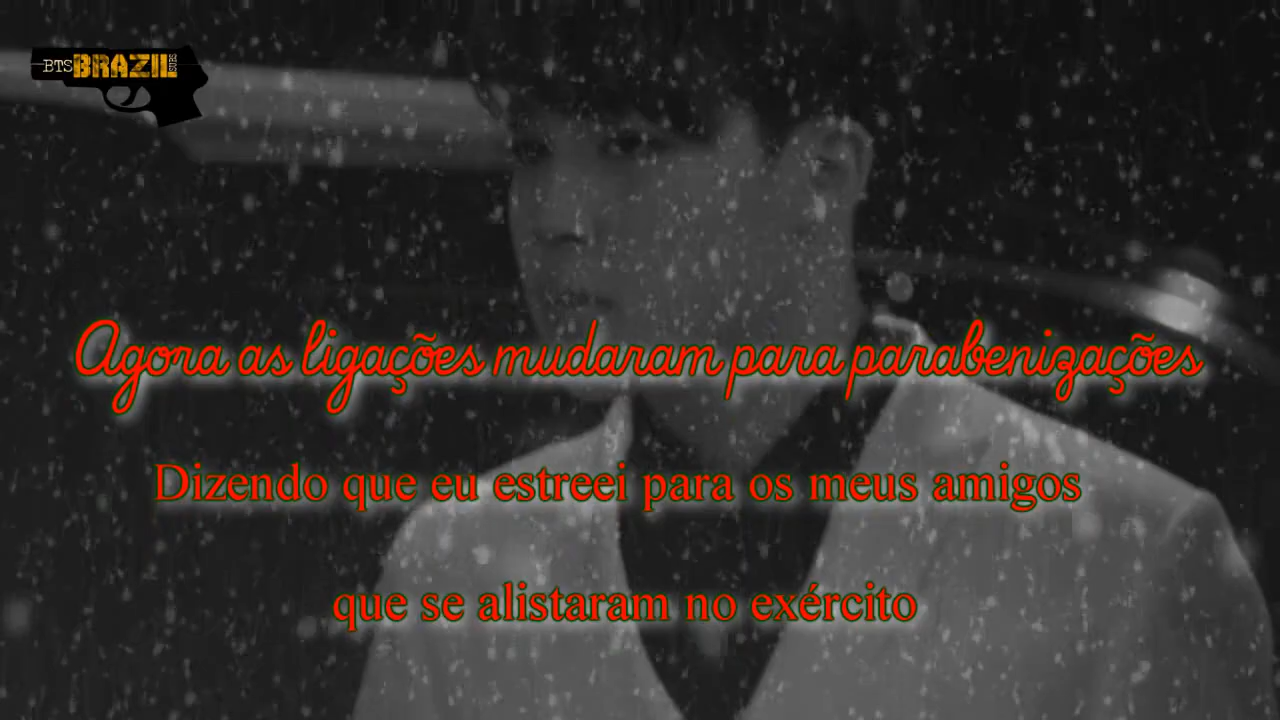 BTS BRAZIL SUBS
Agora as ligações mudaram para parabenizações
Dizendo que eu estreei para os meus amigos
que se alistaram no exército